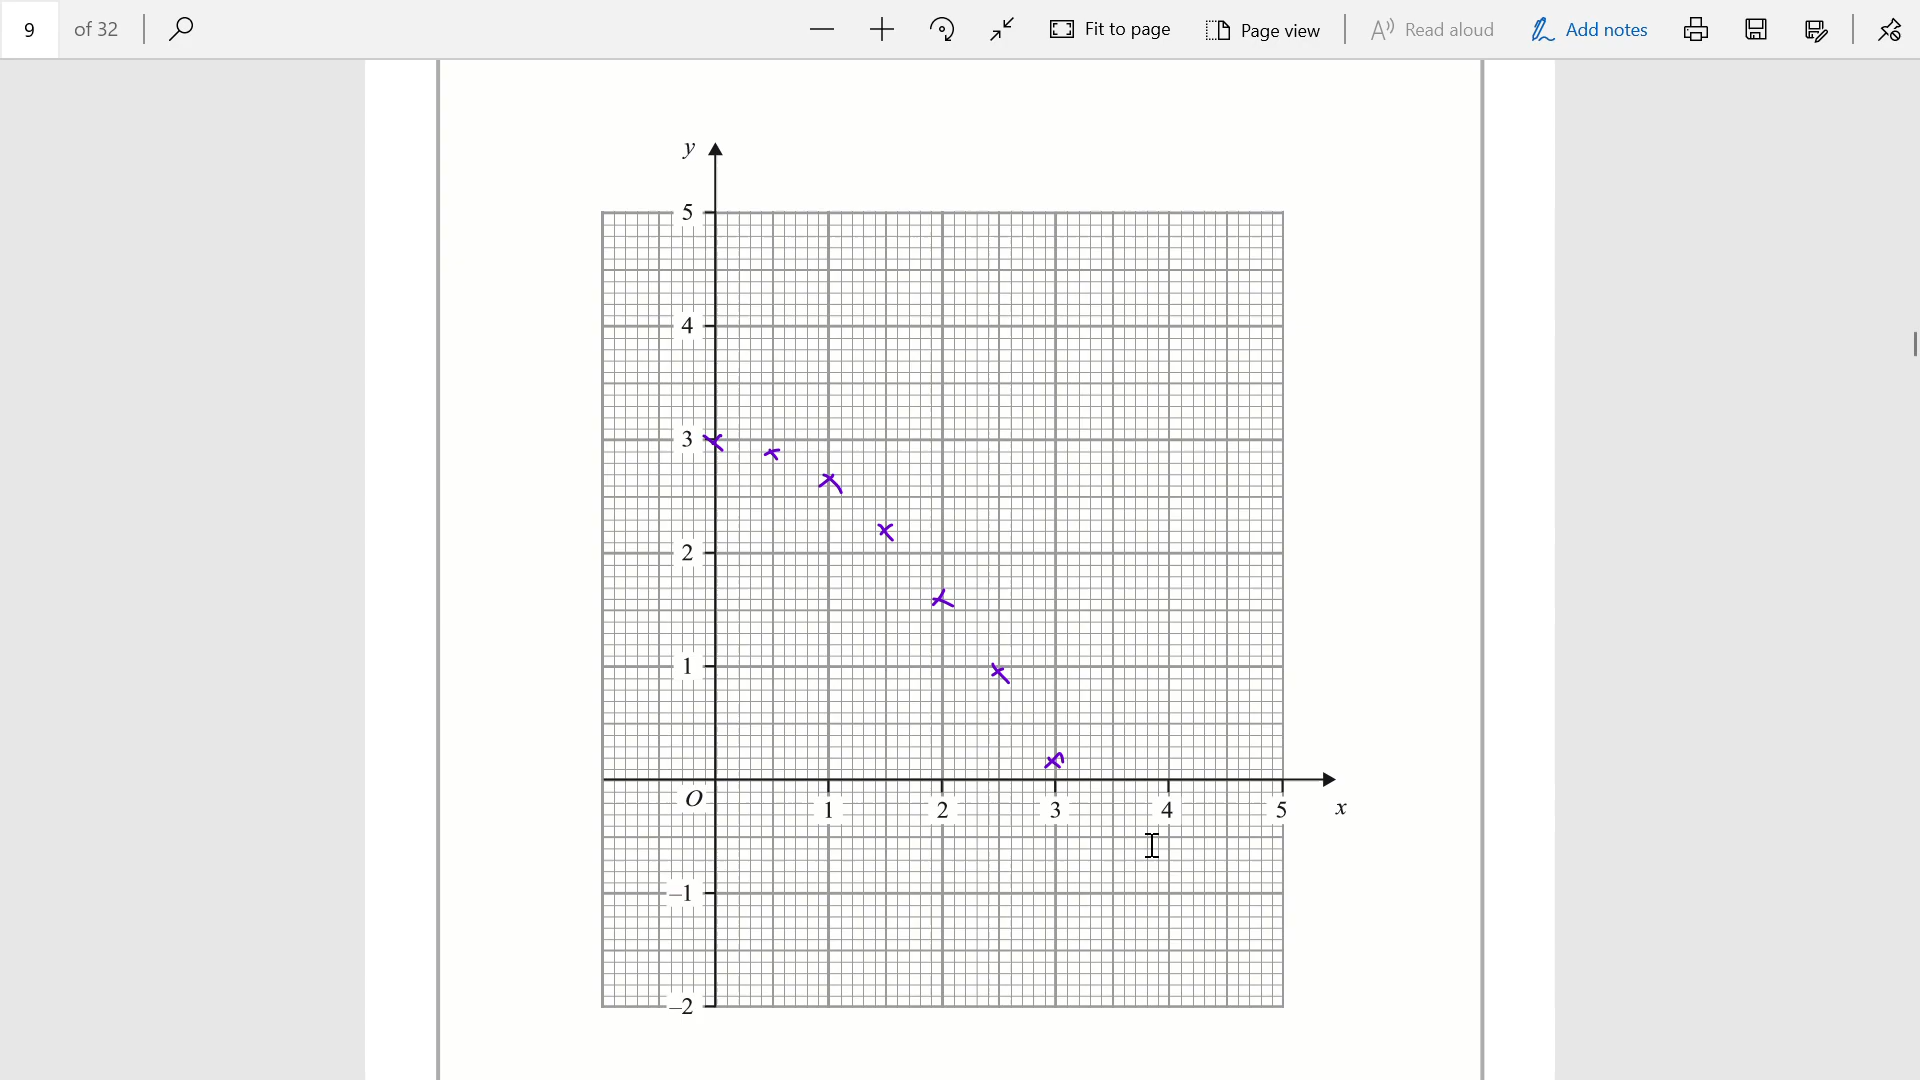 9 of 32 Fit to page Page view Read aloud Add notes
y
5
4
3
2
1
O 1 2 3 4 5 x
–1
–2